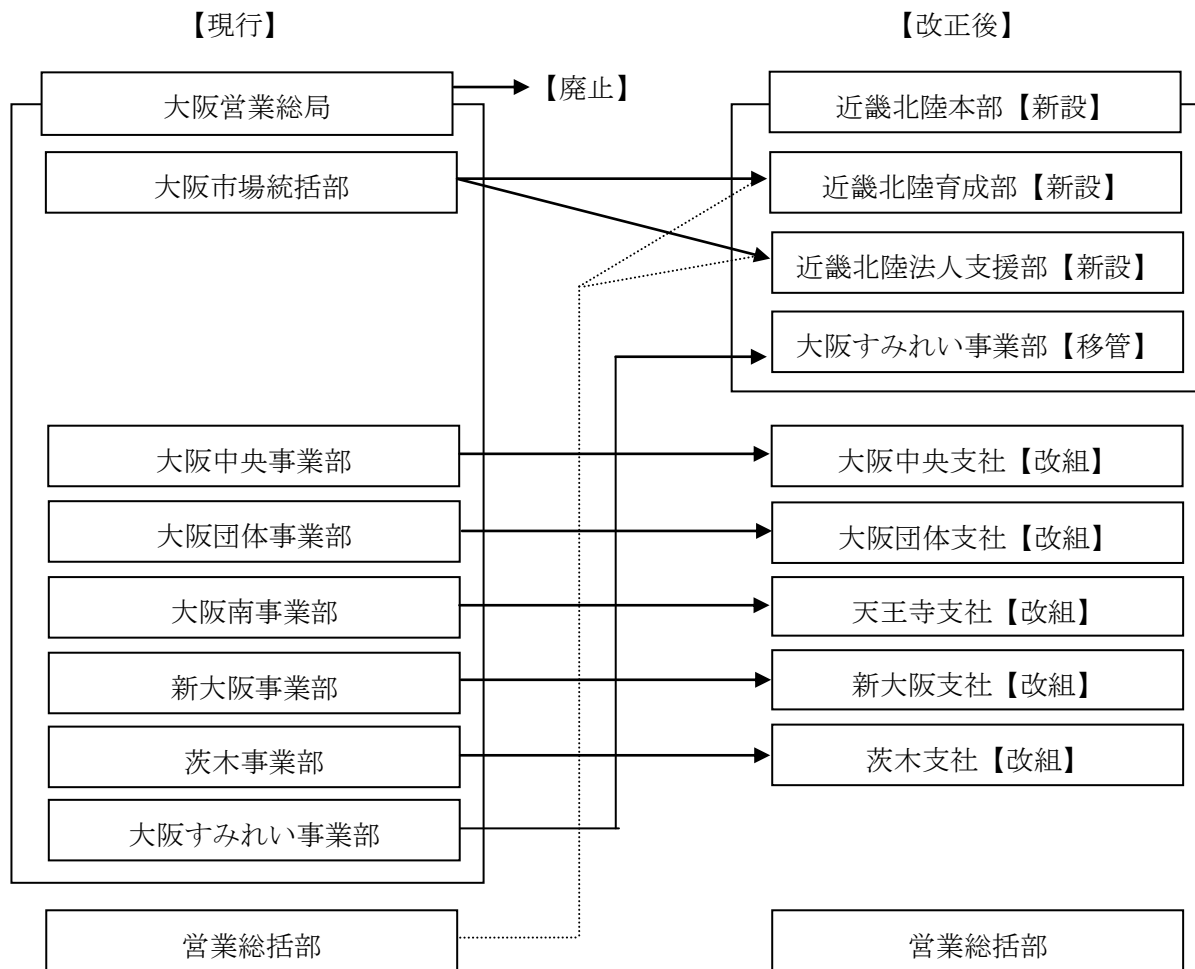 【現行】
【改正後】
大阪営業総局
【廃止】
近畿北陸本部【新設】
大阪市場統括部
近畿北陸育成部【新設】
近畿北陸法人支援部【新設】
大阪すみれい事業部【移管】
大阪中央事業部
大阪中央支社【改組】
大阪団体事業部
大阪団体支社【改組】
大阪南事業部
天王寺支社【改組】
新大阪事業部
新大阪支社【改組】
茨木事業部
茨木支社【改組】
大阪すみれい事業部
営業総括部
営業総括部